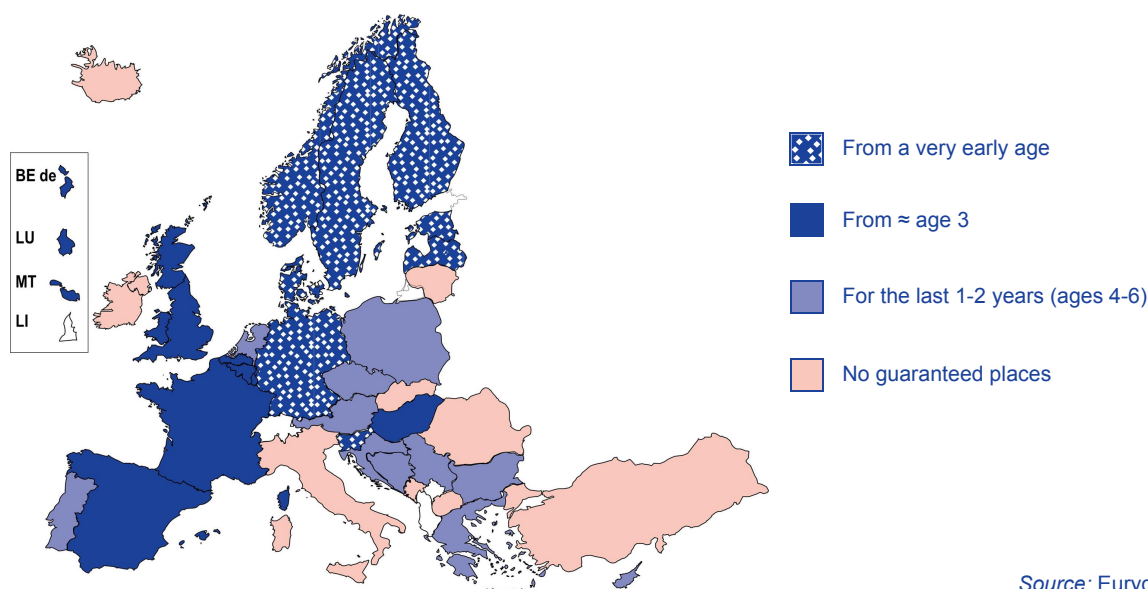 BE de
LU
MT
LI
From a very early age
From ≈ age 3
For the last 1-2 years (ages 4-6)
No guaranteed places
Source: